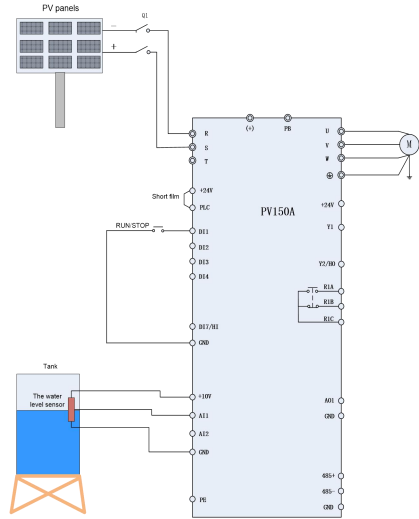 PV panels
Q1
−
+
(+)
PB
R
S
T
U
V
W
M
+24V
PLC
Short film
PV150A
+24V
RUN/STOP
DI1
DI2
DI3
DI4
Y1
Y2/HO
R1A
R1B
R1C
DI7/HI
GND
Tank
The water
level sensor
+10V
AI1
AI2
GND
AO1
GND
PE
485+
485-
GND